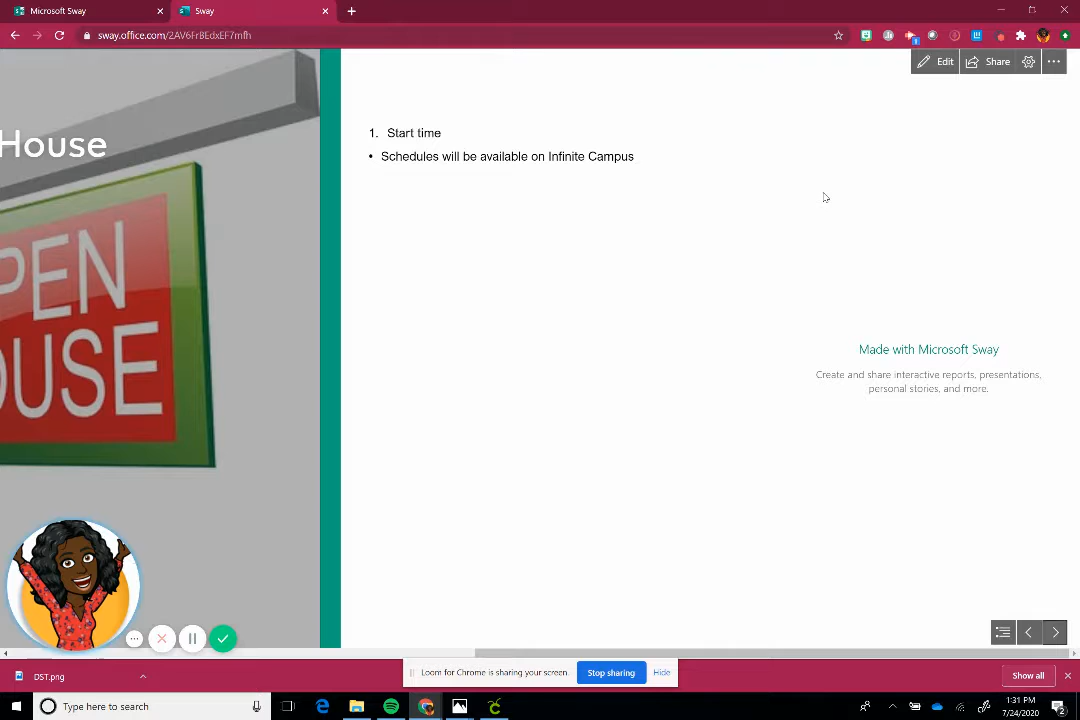 Microsoft Sway
Sway
sway.office.com/2AV6FrBEdxEF7mfh
Edit
Share
House
1. Start time
• Schedules will be available on Infinite Campus
PEN
OUSE
Made with Microsoft Sway
Create and share interactive reports, presentations,
personal stories, and more.
DST.png
Loom for Chrome is sharing your screen.
Stop sharing
Hide
Show all
Type here to search
1:31 PM
7/24/2020
2